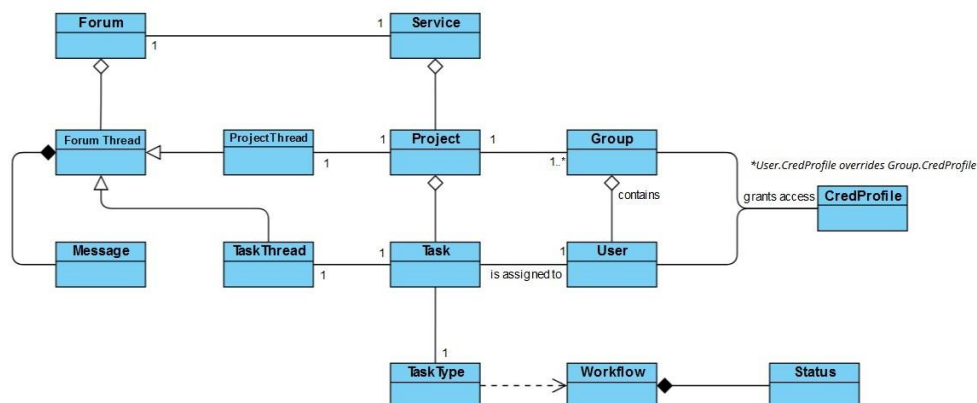 Forum
1
1
Service
Forum Thread
ProjectThread
1
1
Project
1
1..*
Group
*User.CredProfile overrides Group.CredProfile
contains
grants access
CredProfile
Message
TaskThread
1
1
Task
1
is assigned to
User
1
TaskType
Workflow
Status